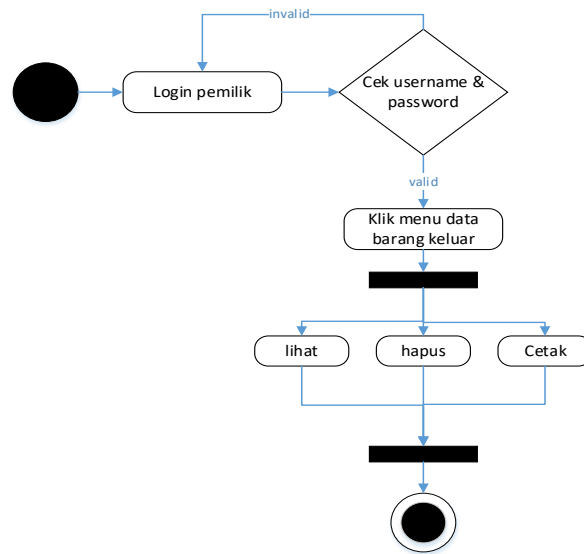 invalid
Login pemilik
Cek username &
password
valid
Klik menu data
barang keluar
lihat
hapus
Cetak